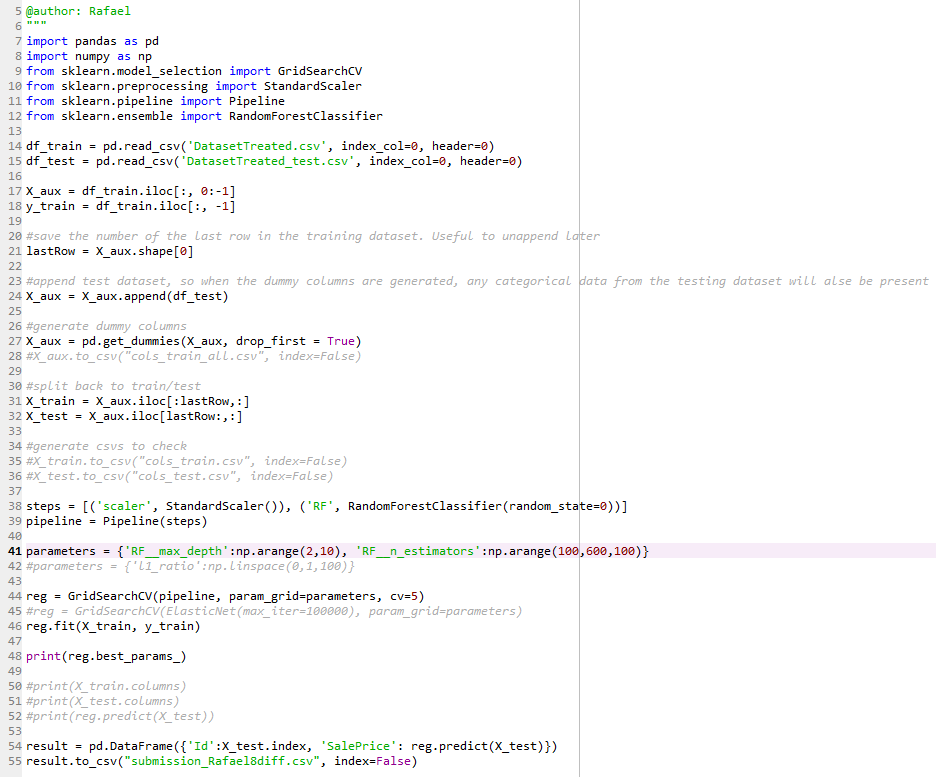 5 @author: Rafael
6 """
7 import pandas as pd
8 import numpy as np
9 from sklearn.model_selection import GridSearchCV
10 from sklearn.preprocessing import StandardScaler
11 from sklearn.pipeline import Pipeline
12 from sklearn.ensemble import RandomForestClassifier
13
14 df_train = pd.read_csv('DatasetTreated.csv', index_col=0, header=0)
15 df_test = pd.read_csv('DatasetTreated_test.csv', index_col=0, header=0)
16
17 X_aux = df_train.iloc[:, 0:-1]
18 y_train = df_train.iloc[:, -1]
19
20 #save the number of the last row in the training dataset. Useful to unappend later
21 lastRow = X_aux.shape[0]
22
23 #append test dataset, so when the dummy columns are generated, any categorical data from the testing dataset will alse be present
24 X_aux = X_aux.append(df_test)
25
26 #generate dummy columns
27 X_aux = pd.get_dummies(X_aux, drop_first = True)
28 #X_aux.to_csv("cols_train_all.csv", index=False)
29
30 #split back to train/test
31 X_train = X_aux.iloc[:lastRow,:]
32 X_test = X_aux.iloc[lastRow:,:]
33
34 #generate csvs to check
35 #X_train.to_csv("cols_train.csv", index=False)
36 #X_test.to_csv("cols_test.csv", index=False)
37
38 steps = [('scaler', StandardScaler()), ('RF', RandomForestClassifier(random_state=0))]
39 pipeline = Pipeline(steps)
40
41 parameters = {'RF__max_depth':np.arange(2,10), 'RF__n_estimators':np.arange(100,600,100)}
42 #parameters = {'l1_ratio':np.linspace(0,1,100)}
43
44 reg = GridSearchCV(pipeline, param_grid=parameters, cv=5)
45 #reg = GridSearchCV(ElasticNet(max_iter=100000), param_grid=parameters)
46 reg.fit(X_train, y_train)
47
48 print(reg.best_params_)
49
50 #print(X_train.columns)
51 #print(X_test.columns)
52 #print(reg.predict(X_test))
53
54 result = pd.DataFrame({'Id':X_test.index, 'SalePrice': reg.predict(X_test)})
55 result.to_csv("submission_Rafael8diff.csv", index=False)